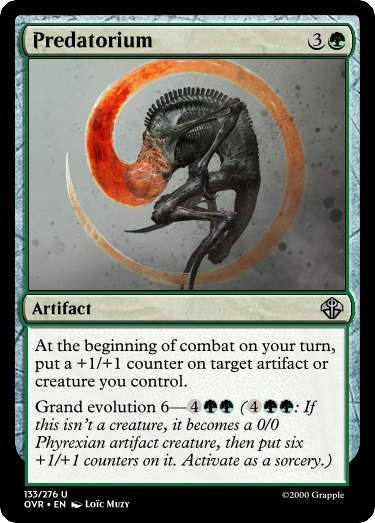 Predatorium 3
Artifact
At the beginning of combat on your turn,
put a +1/+1 counter on target artifact or
creature you control.
Grand evolution 6—4 (4: If
this isn't a creature, it becomes a 0/0
Phyrexian artifact creature, then put six
+1/+1 counters on it. Activate as a sorcery.)
133/276 U
OVR • EN Loïc Muzy
©2000 Grapple